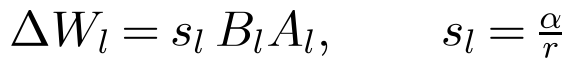 ΔW_l = s_l B_l A_l,    s_l = α/r